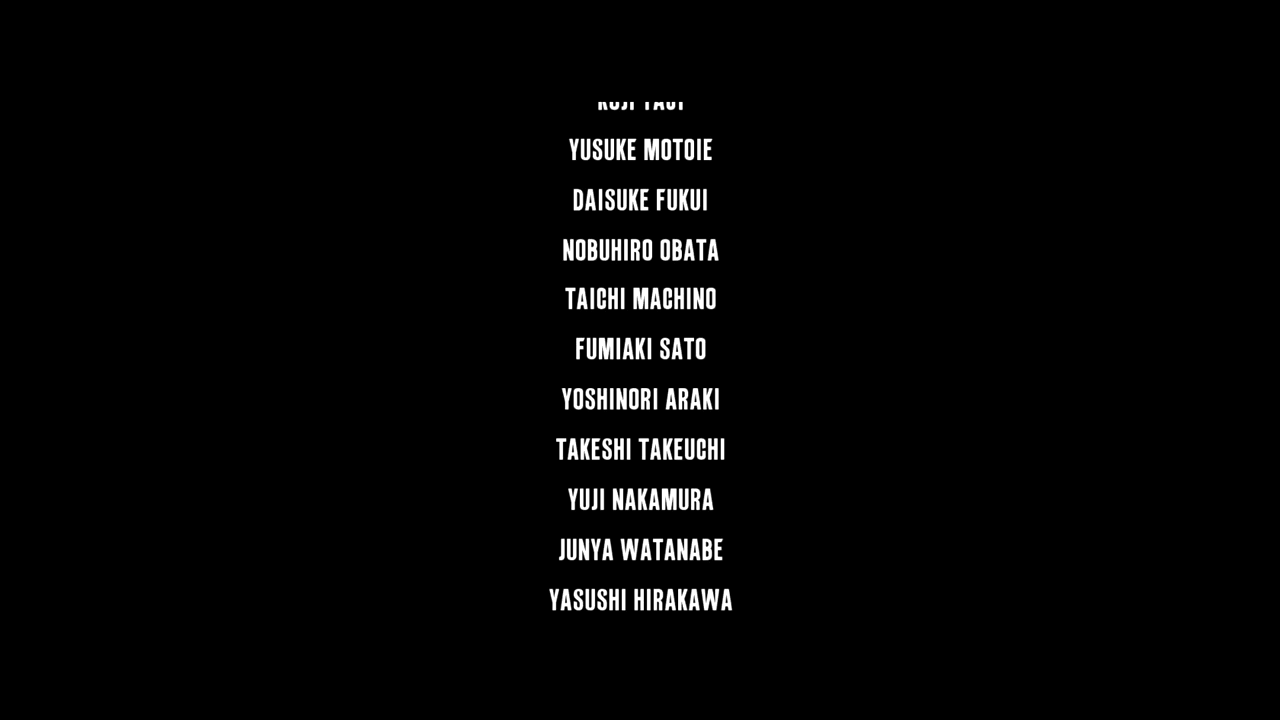 YUSUKE MOTOIE
DAISUKE FUKUI
NOBUHIRO OBATA
TAICHI MACHINO
FUMIAKI SATO
YOSHINORI ARAKI
TAKESHI TAKEUCHI
YUJI NAKAMURA
JUNYA WATANABE
YASUSHI HIRAKAWA